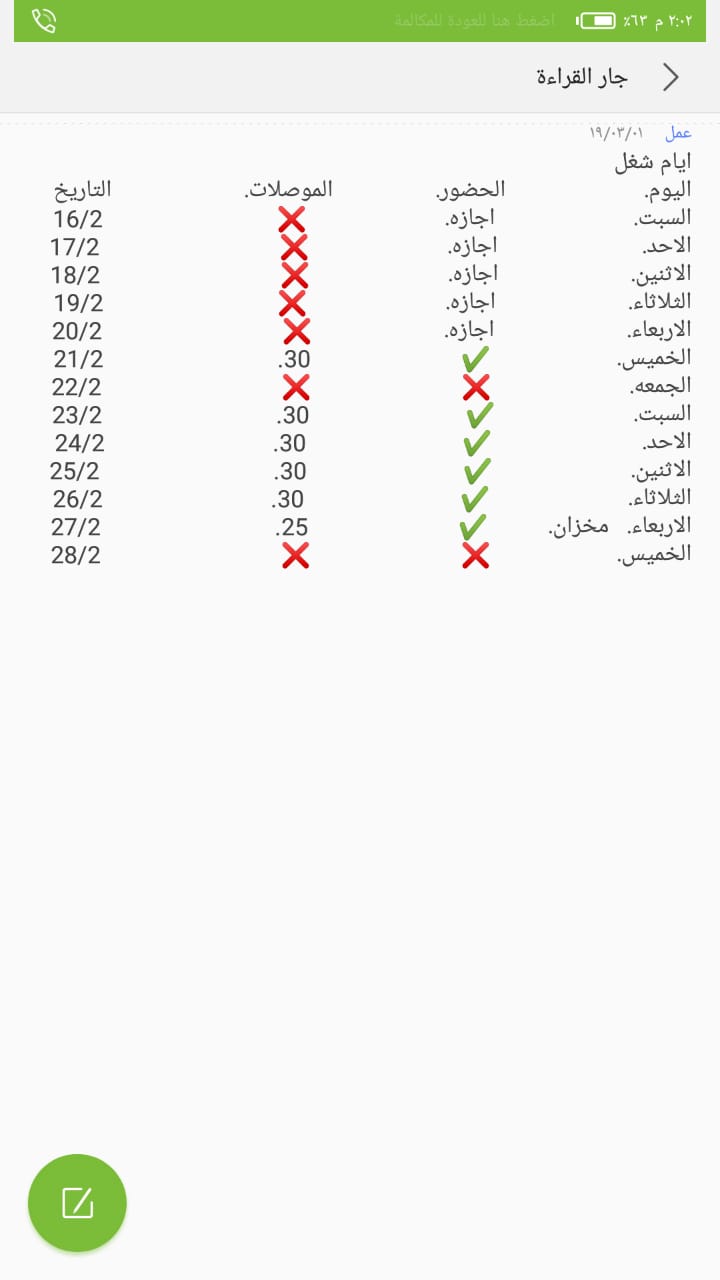 ٢:٠٢ م ٦٣٪ اضغط هنا للعودة للمكالمة
جار القراءة
عمل ١٩/٠٣/٠١
ايام شغل
اليوم. الحضور. الموصلات. التاريخ
السبت. اجازه. ❌ 16/2
الاحد. اجازه. ❌ 17/2
الاثنين. اجازه. ❌ 18/2
الثلاثاء. اجازه. ❌ 19/2
الاربعاء. اجازه. ❌ 20/2
الخميس. ✔ 30. 21/2
الجمعه. ❌ ❌ 22/2
السبت. ✔ 30. 23/2
الاحد. ✔ 30. 24/2
الاثنين. ✔ 30. 25/2
الثلاثاء. ✔ 30. 26/2
الاربعاء. مخزان. ✔ 25. 27/2
الخميس. ❌ ❌ 28/2